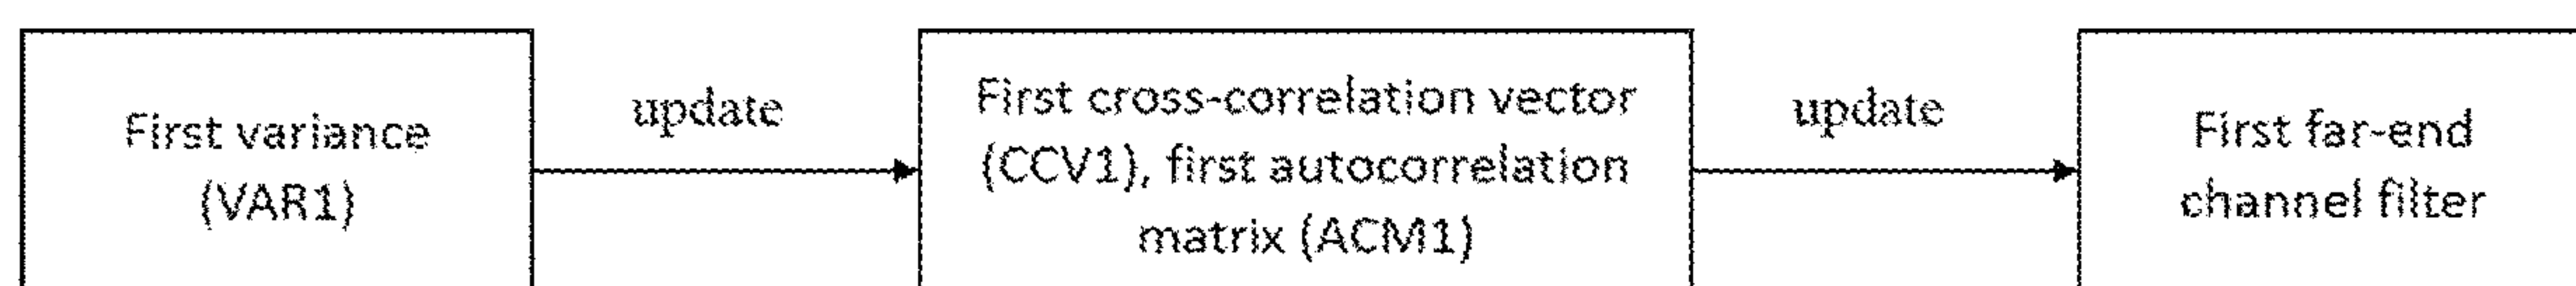 First variance
(VAR1)
update
First cross-correlation vector
(CCV1), first autocorrelation
matrix (ACM1)
update
First far-end
channel filter